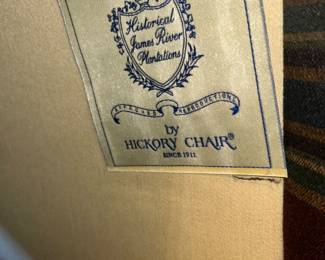 Historical
James River
Plantations
by
HICKORY CHAIR®
SINCE 1911